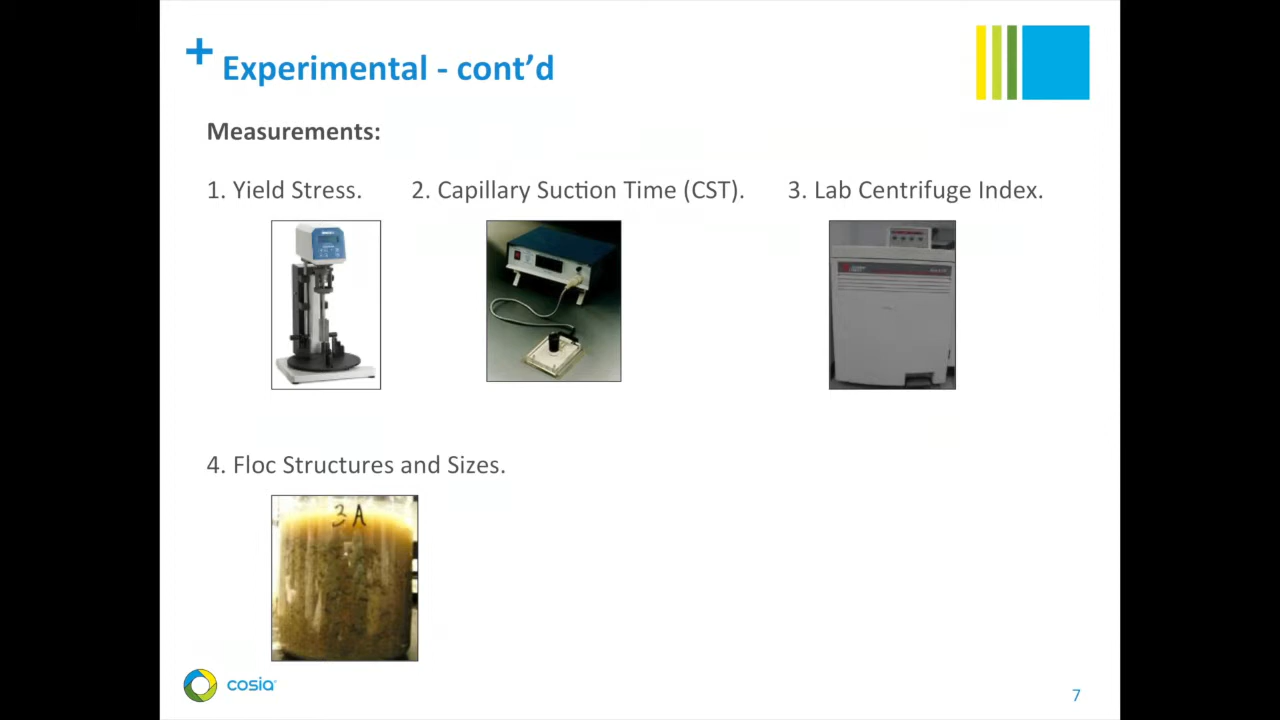 + Experimental - cont’d
Measurements:
1. Yield Stress. 2. Capillary Suction Time (CST). 3. Lab Centrifuge Index.
4. Floc Structures and Sizes.
3A
cosia
7